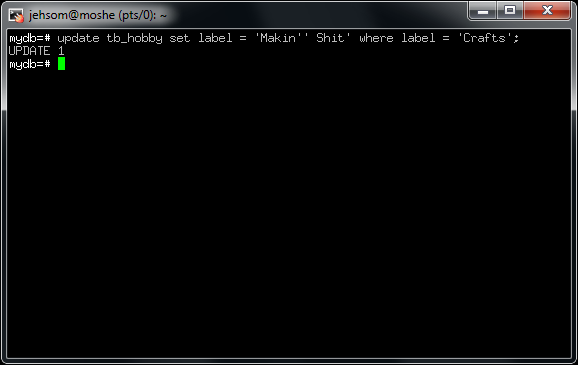 jehsom@moshe (pts/0): ~
mydb=# update tb_hobby set label = 'Makin'' Shit' where label = 'Crafts';
UPDATE 1
mydb=#